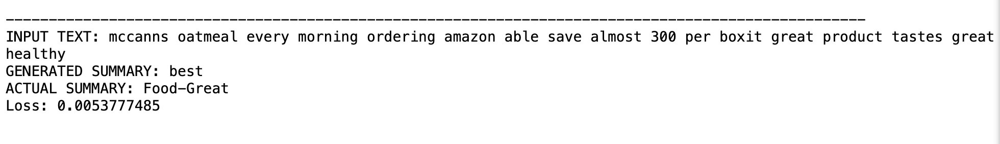 ----------------------------------------------------------------------------------------------------
INPUT TEXT: mccanns oatmeal every morning ordering amazon able save almost 300 per boxit great product tastes great
healthy
GENERATED SUMMARY: best
ACTUAL SUMMARY: Food-Great
Loss: 0.0053777485